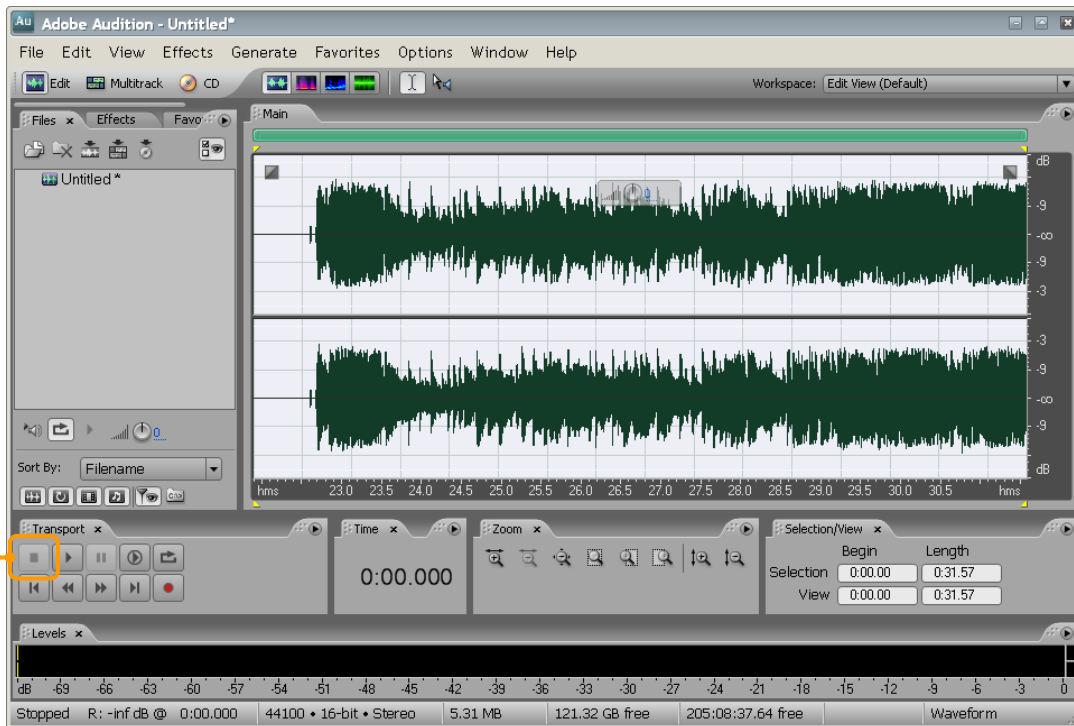 Au Adobe Audition - Untitled*
File Edit View Effects Generate Favorites Options Window Help
Edit Multitrack CD Workspace: Edit View (Default)
Files x Effects Favo Main
Untitled *
dB
-9
-∞
-9
-3
-3
-9
-∞
-9
dB
0
0
Sort By: Filename
hms 23.0 23.5 24.0 24.5 25.0 25.5 26.0 26.5 27.0 27.5 28.0 28.5 29.0 29.5 30.0 30.5 hms
Transport x Time x Zoom x Selection/View x
Begin Length
0:00.000
Selection 0:00.00 0:31.57
View 0:00.00 0:31.57
Levels x
dB -69 -66 -63 -60 -57 -54 -51 -48 -45 -42 -39 -36 -33 -30 -27 -24 -21 -18 -15 -12 -9 -6 -3 0
Stopped R: -inf dB @ 0:00.000 44100 • 16-bit • Stereo 5.31 MB 121.32 GB free 205:08:37.64 free Waveform